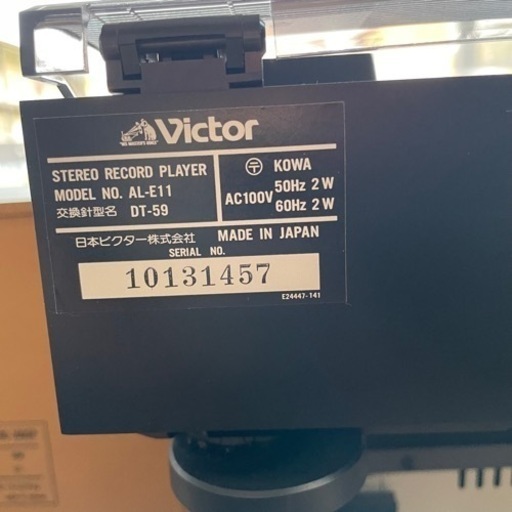 "HIS MASTER'S VOICE"
Victor
STEREO RECORD PLAYER
MODEL NO. AL-E11
交換針型名 DT-59
〒 KOWA
AC100V 50Hz 2W
60Hz 2W
日本ビクター株式会社 MADE IN JAPAN
SERIAL NO.
10131457
E24447-141